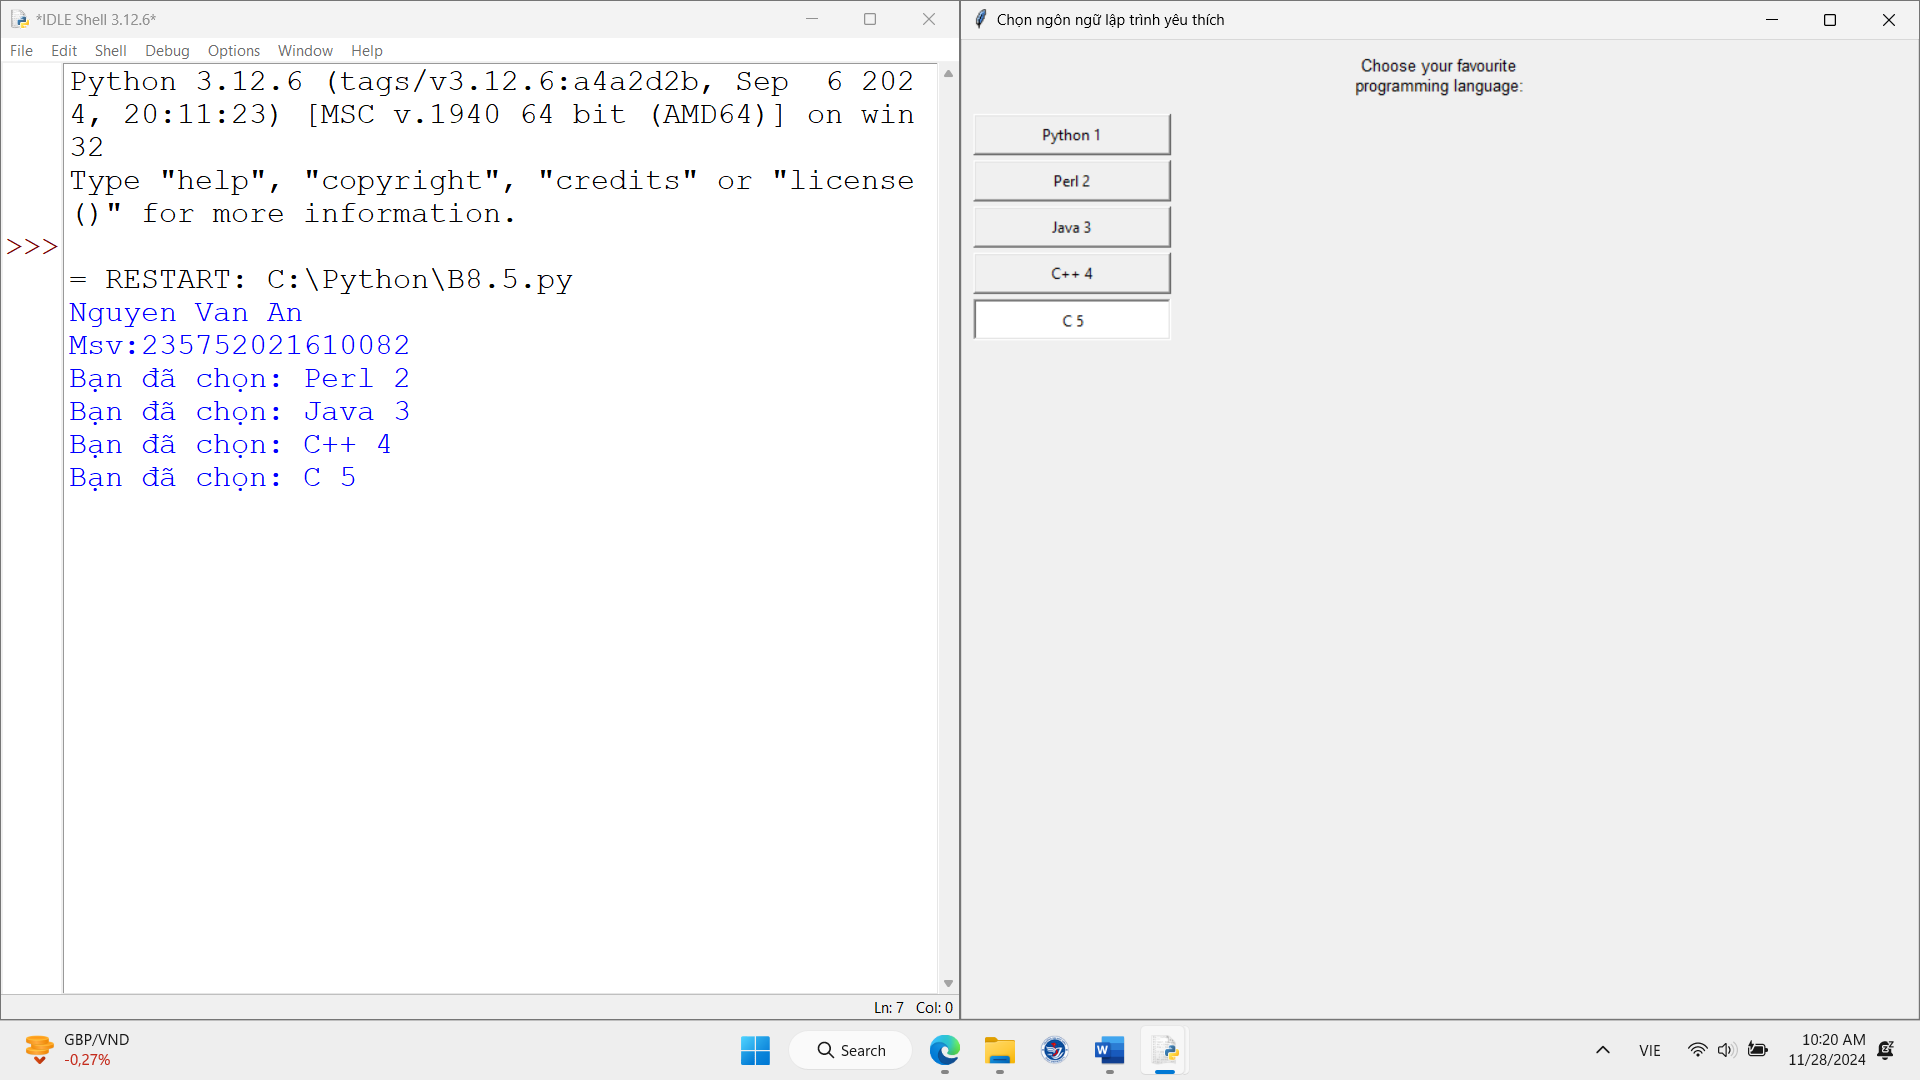 *IDLE Shell 3.12.6*
File Edit Shell Debug Options Window Help
Python 3.12.6 (tags/v3.12.6:a4a2d2b, Sep  6 202
4, 20:11:23) [MSC v.1940 64 bit (AMD64)] on win
32
Type "help", "copyright", "credits" or "license
()" for more information.
>>>
= RESTART: C:\Python\B8.5.py
Nguyen Van An
Msv:235752021610082
Bạn đã chọn: Perl 2
Bạn đã chọn: Java 3
Bạn đã chọn: C++ 4
Bạn đã chọn: C 5
Ln: 7 Col: 0
Chọn ngôn ngữ lập trình yêu thích
Choose your favourite
programming language:
Python 1
Perl 2
Java 3
C++ 4
C 5
GBP/VND
-0,27%
Search
VIE
10:20 AM
11/28/2024